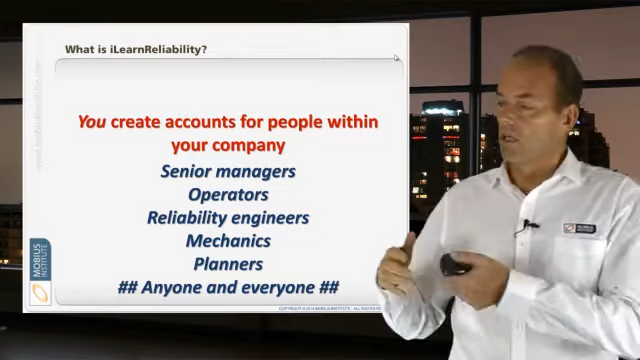 What is iLearnReliability?
You create accounts for people within
your company
Senior managers
Operators
Reliability engineers
Mechanics
Planners
## Anyone and everyone ##
MOBIUS
INSTITUTE
MOBIUS